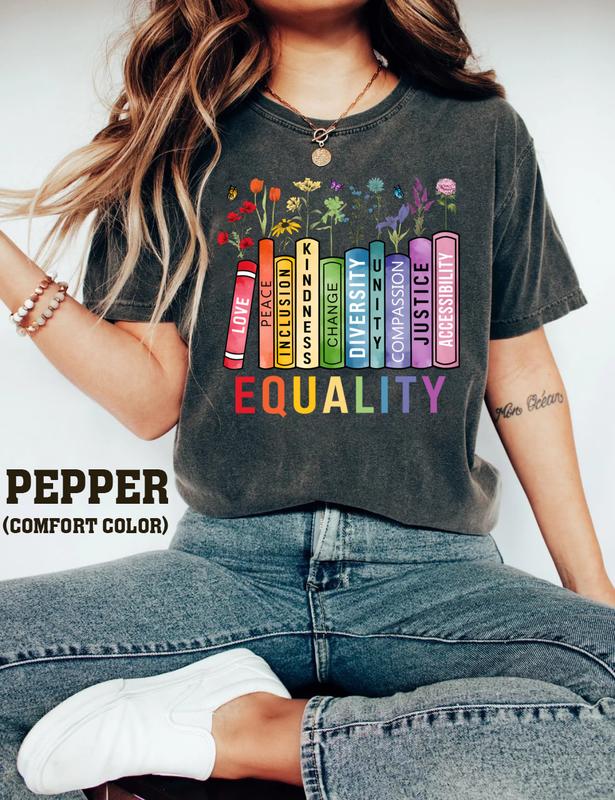 LOVE
PEACE
INCLUSION
KINDNESS
CHANGE
DIVERSITY
UNITY
COMPASSION
JUSTICE
ACCESSIBILITY
EQUALITY
PEPPER
(COMFORT COLOR)